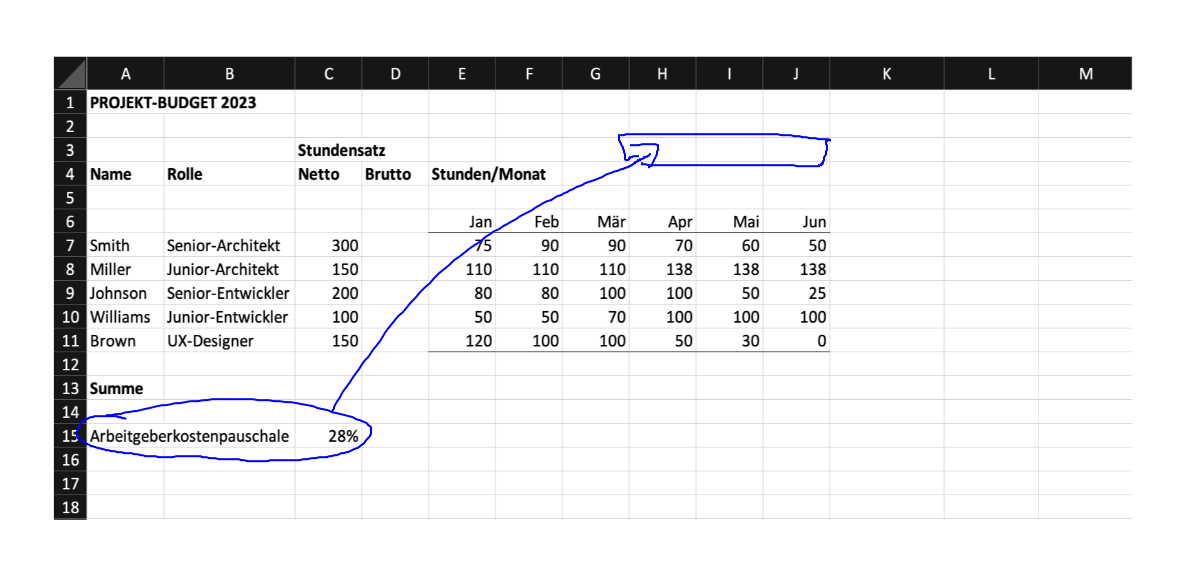 A B C D E F G H I J K L M
1 PROJEKT-BUDGET 2023
2
3 Stundensatz
4 Name Rolle Netto Brutto Stunden/Monat
5
6 Jan Feb Mär Apr Mai Jun
7 Smith Senior-Architekt 300 75 90 90 70 60 50
8 Miller Junior-Architekt 150 110 110 110 138 138 138
9 Johnson Senior-Entwickler 200 80 80 100 100 50 25
10 Williams Junior-Entwickler 100 50 50 70 100 100 100
11 Brown UX-Designer 150 120 100 100 50 30 0
12
13 Summe
14
15 Arbeitgeberkostenpauschale 28%
16
17
18